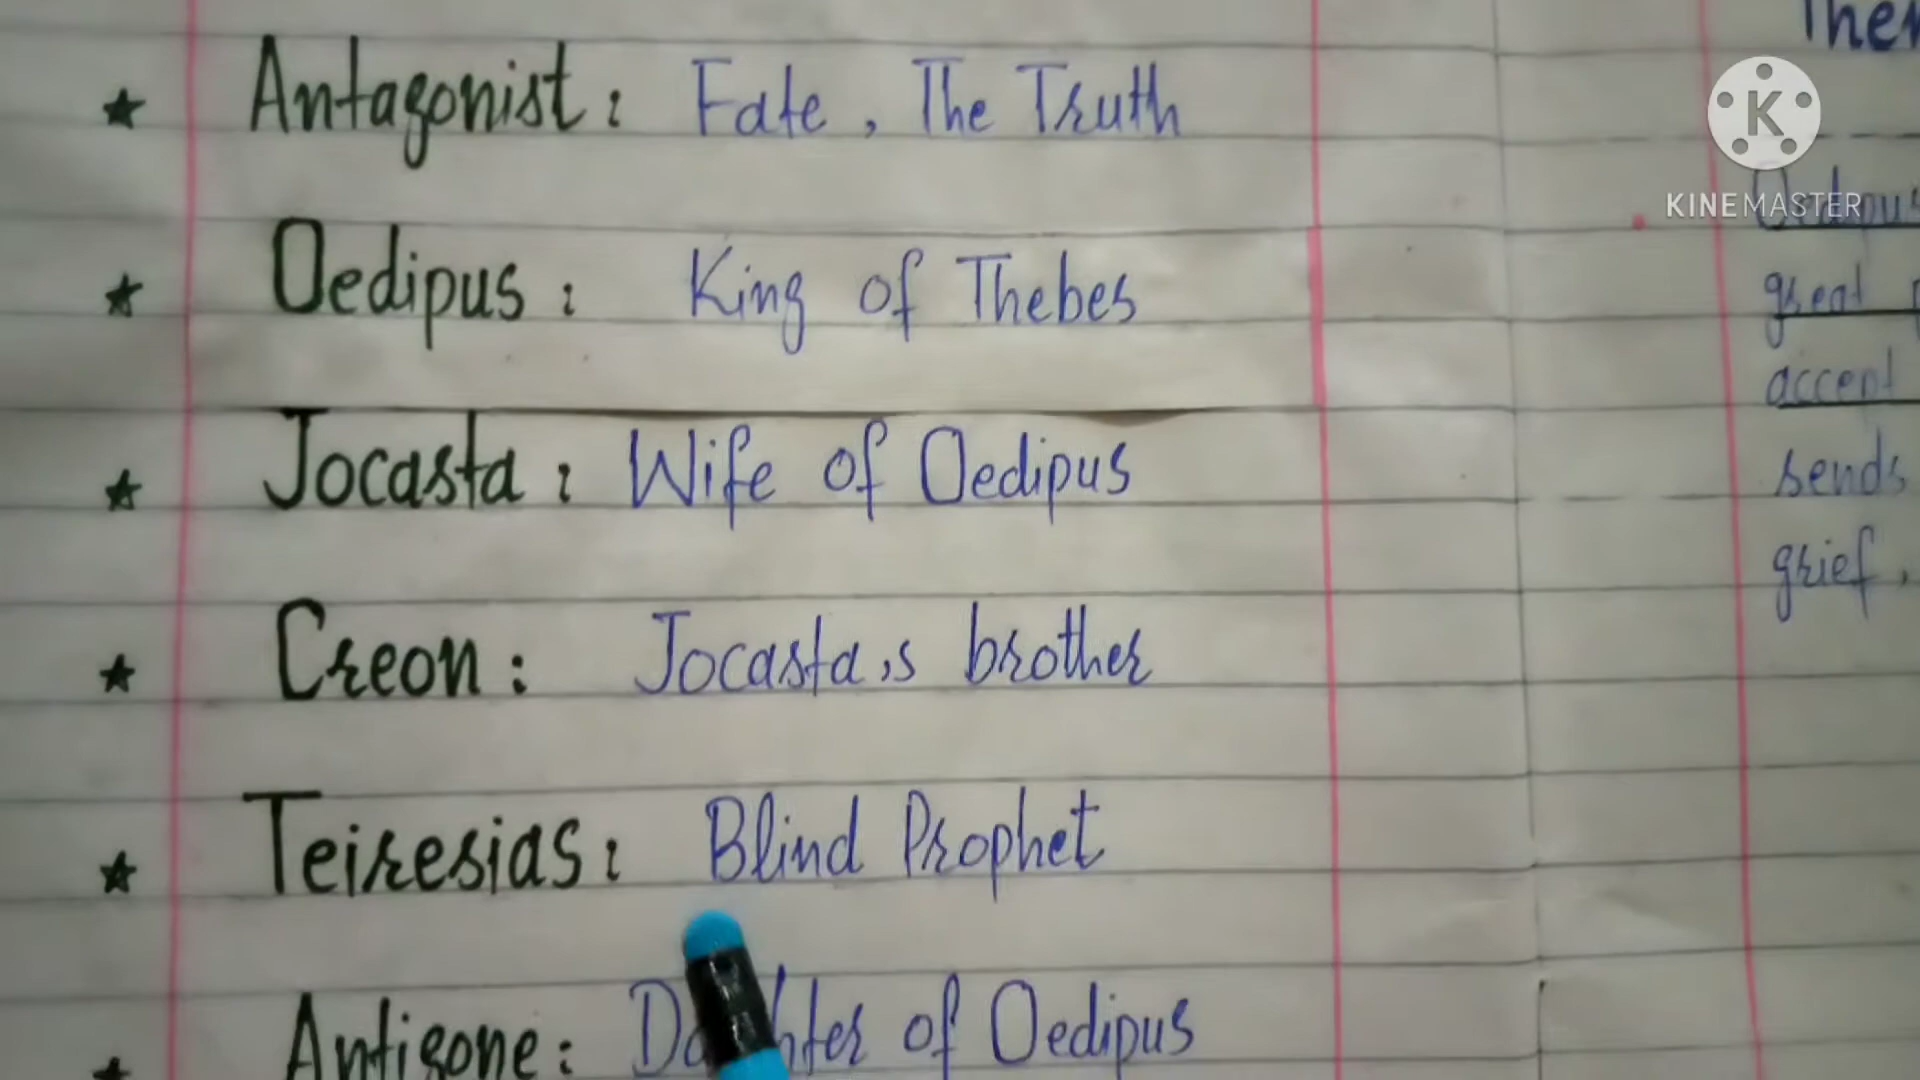 ★ Antagonist: Fate, The Truth
★ Oedipus: King of Thebes
★ Jocasta: Wife of Oedipus
★ Creon: Jocasta,s brother
★ Teiresias: Blind Prophet
★ Antigone: of Oedipus
KINEMASTER
great
accept
sends
grief.